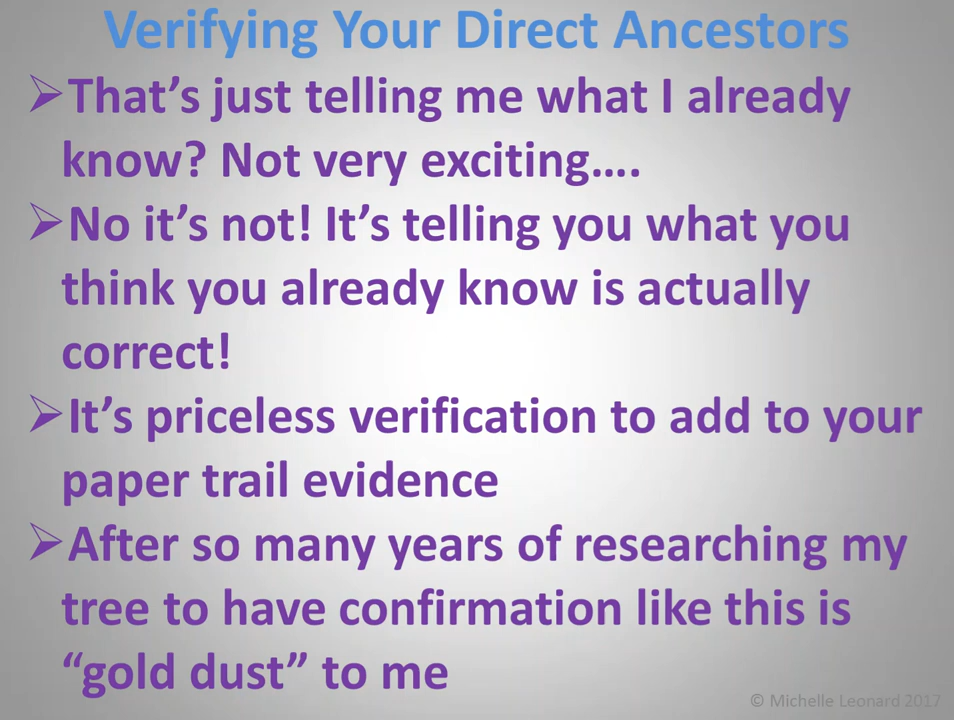 Verifying Your Direct Ancestors
➢That’s just telling me what I already
know? Not very exciting….
➢No it’s not! It’s telling you what you
think you already know is actually
correct!
➢It’s priceless verification to add to your
paper trail evidence
➢After so many years of researching my
tree to have confirmation like this is
“gold dust” to me
© Michelle Leonard 2017